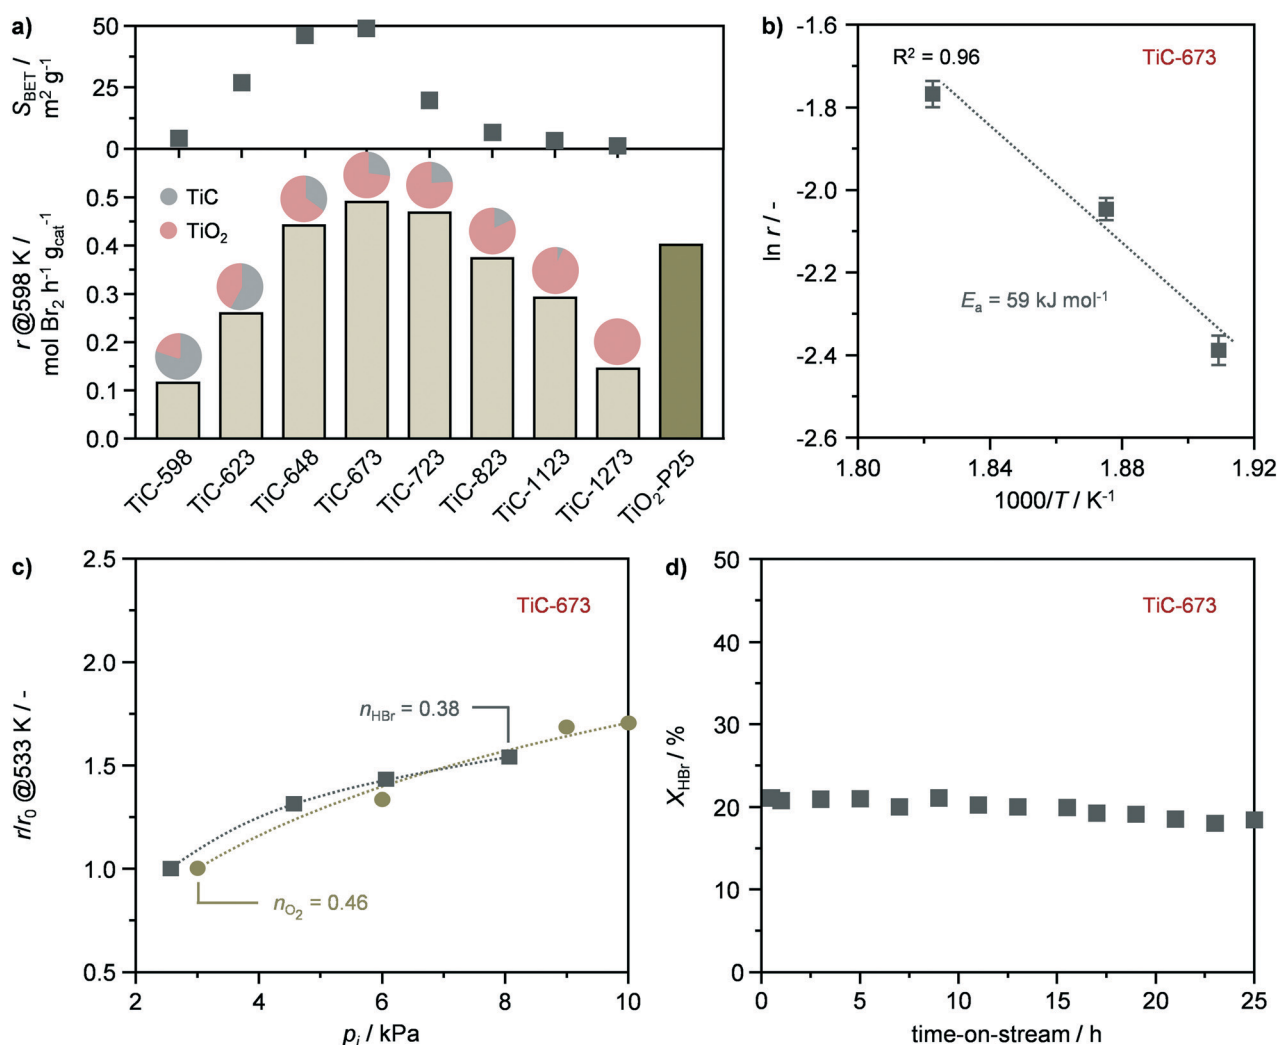 a)
50
25
0
S_BET /
m² g⁻¹
TiC
TiO₂
0.5
0.4
0.3
0.2
0.1
0.0
r @598 K /
mol Br₂ h⁻¹ g_cat⁻¹
TiC-598
TiC-623
TiC-648
TiC-673
TiC-723
TiC-823
TiC-1123
TiC-1273
TiO₂-P25
b)
-1.6
-1.8
-2.0
-2.2
-2.4
-2.6
ln r / -
R² = 0.96
TiC-673
Eₐ = 59 kJ mol⁻¹
1.80
1.84
1.88
1.92
1000/T / K⁻¹
c)
2.5
2.0
1.5
1.0
0.5
r/r₀ @533 K / -
TiC-673
n_HBr = 0.38
n_O₂ = 0.46
2
4
6
8
10
pᵢ / kPa
d)
50
40
30
20
10
0
X_HBr / %
TiC-673
0
5
10
15
20
25
time-on-stream / h